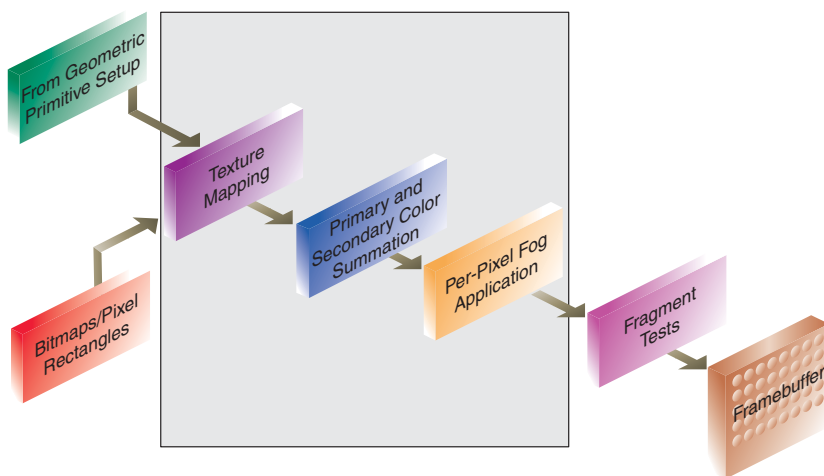 From Geometric
Primitive Setup
Texture
Mapping
Primary and
Secondary Color
Summation
Bitmaps/Pixel
Rectangles
Per-Pixel Fog
Application
Fragment
Tests
Framebuffer